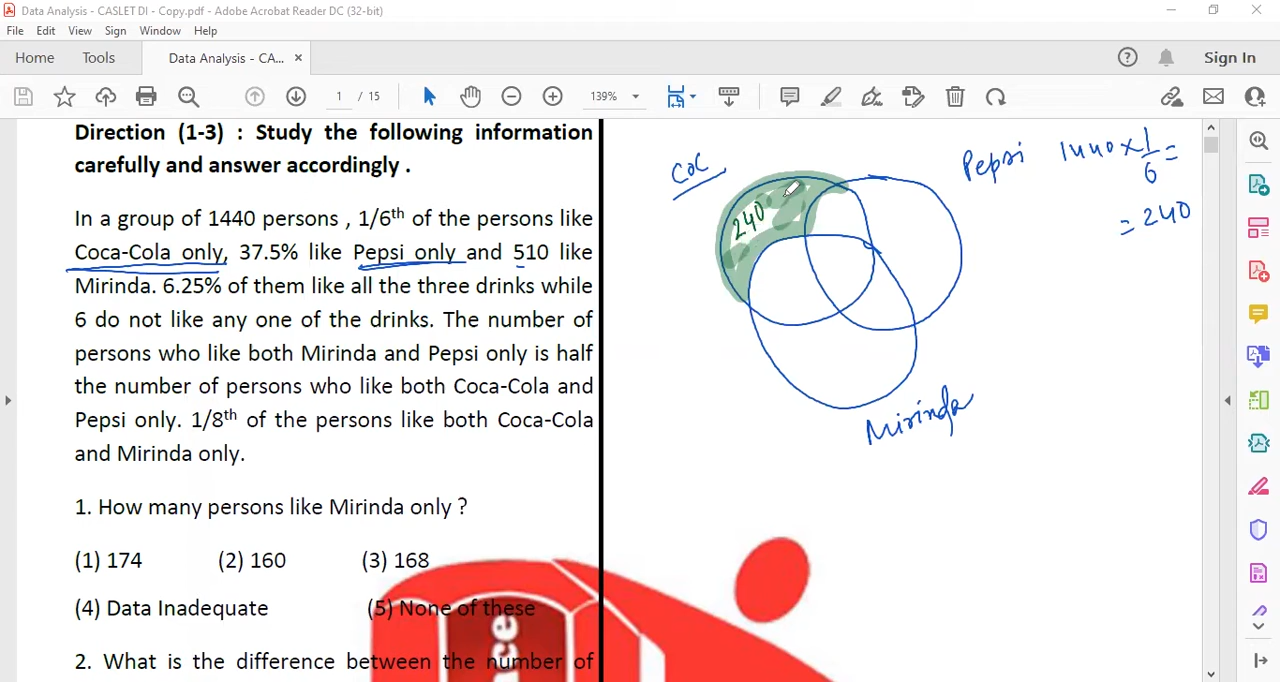 Data Analysis - CASLET DI - Copy.pdf - Adobe Acrobat Reader DC (32-bit)
File Edit View Sign Window Help
Home Tools Data Analysis - CA... × Sign In
1 / 15 139%
Direction (1-3) : Study the following information
carefully and answer accordingly .
In a group of 1440 persons , 1/6th of the persons like
Coca-Cola only, 37.5% like Pepsi only and 510 like
Mirinda. 6.25% of them like all the three drinks while
6 do not like any one of the drinks. The number of
persons who like both Mirinda and Pepsi only is half
the number of persons who like both Coca-Cola and
Pepsi only. 1/8th of the persons like both Coca-Cola
and Mirinda only.
1. How many persons like Mirinda only ?
(1) 174 (2) 160 (3) 168
(4) Data Inadequate (5) None of these
2. What is the difference between the number of
CoC
Pepsi
1440 × 1/6 =
= 240
240
Mirinda